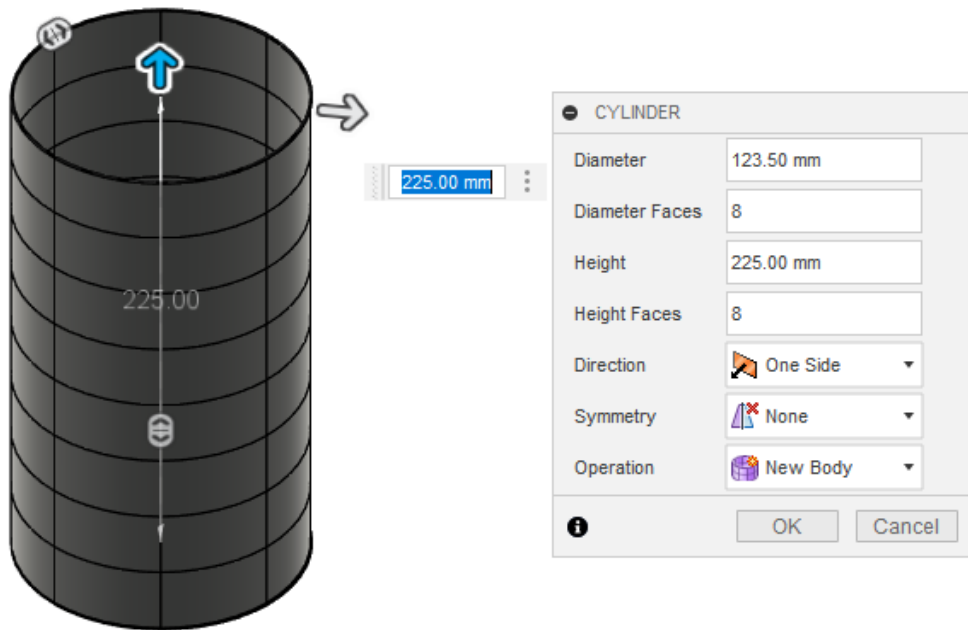 225.00
225.00 mm
CYLINDER
Diameter 123.50 mm
Diameter Faces 8
Height 225.00 mm
Height Faces 8
Direction One Side
Symmetry None
Operation New Body
OK Cancel